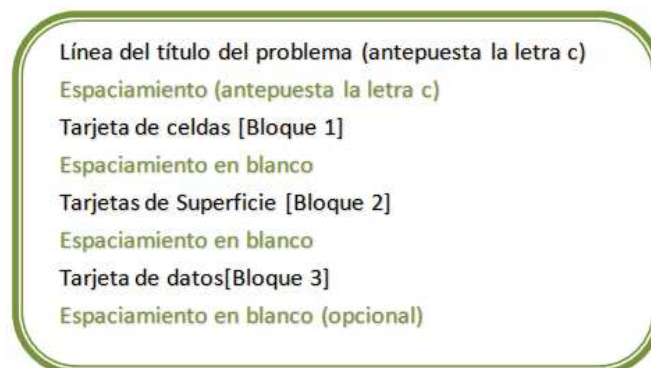 Línea del título del problema (antepuesta la letra c)
Espaciamiento (antepuesta la letra c)
Tarjeta de celdas [Bloque 1]
Espaciamiento en blanco
Tarjetas de Superficie [Bloque 2]
Espaciamiento en blanco
Tarjeta de datos[Bloque 3]
Espaciamiento en blanco (opcional)